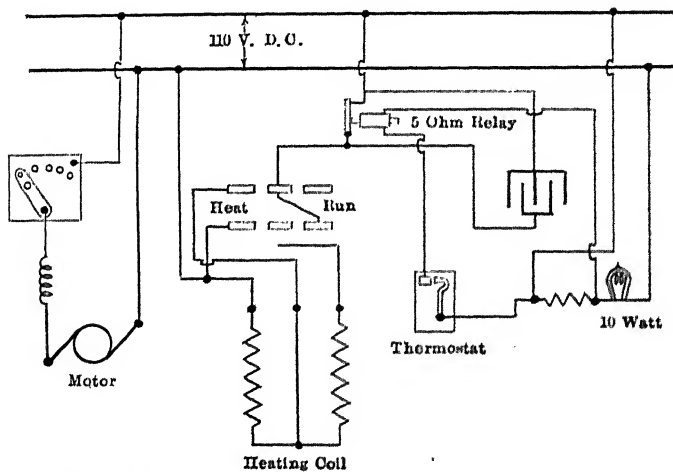 110 V. D.C.
5 Ohm Relay
Heat
Run
10 Watt
Thermostat
Motor
Heating Coil